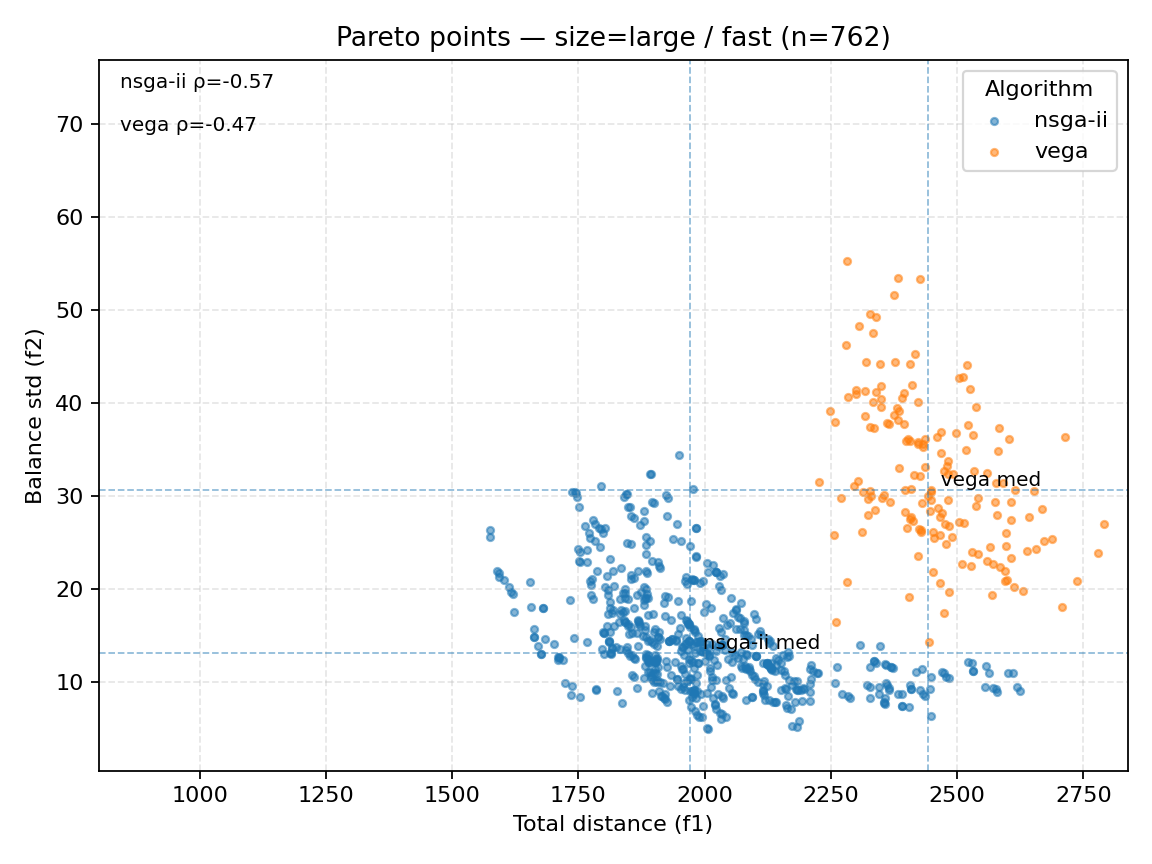 Pareto points — size=large / fast (n=762)
nsga-ii ρ=-0.57
vega ρ=-0.47
Algorithm
nsga-ii
vega
vega med
nsga-ii med
Balance std (f2)
70
60
50
40
30
20
10
1000 1250 1500 1750 2000 2250 2500 2750
Total distance (f1)